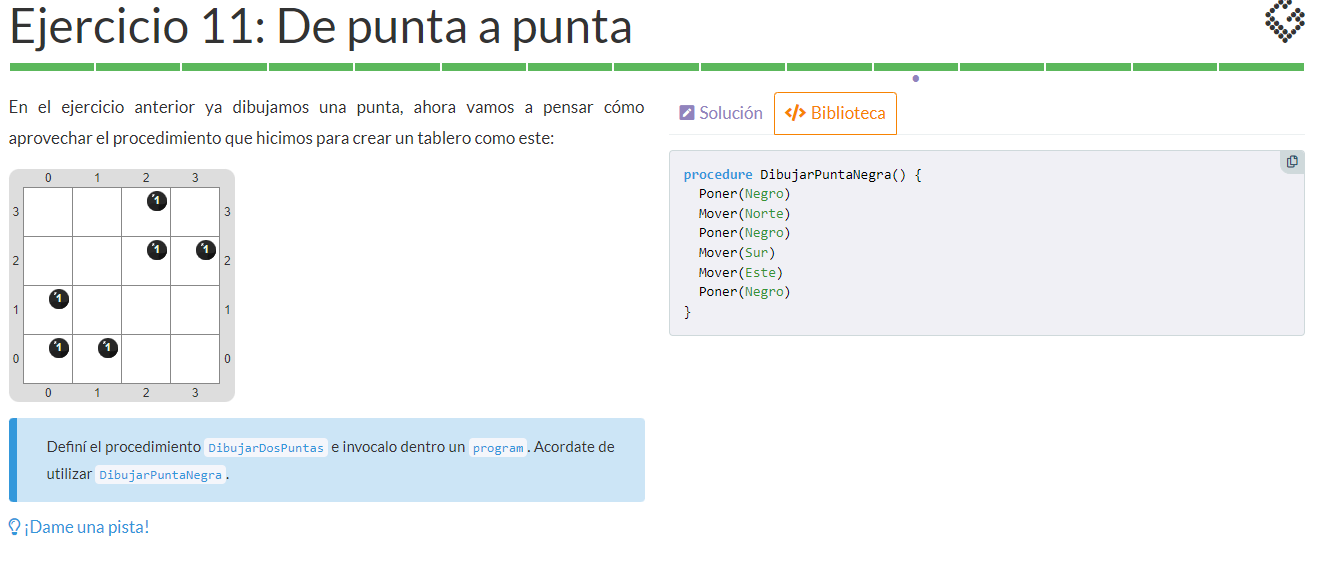 Ejercicio 11: De punta a punta
En el ejercicio anterior ya dibujamos una punta, ahora vamos a pensar cómo
aprovechar el procedimiento que hicimos para crear un tablero como este:
0 1 2 3
3 1 3
2 1 1 2
1 1 1
0 1 1 0
0 1 2 3
Definí el procedimiento DibujarDosPuntas e invocalo dentro un program. Acordate de
utilizar DibujarPuntaNegra.
¡Dame una pista!
Solución Biblioteca
procedure DibujarPuntaNegra() {
Poner(Negro)
Mover(Norte)
Poner(Negro)
Mover(Sur)
Mover(Este)
Poner(Negro)
}